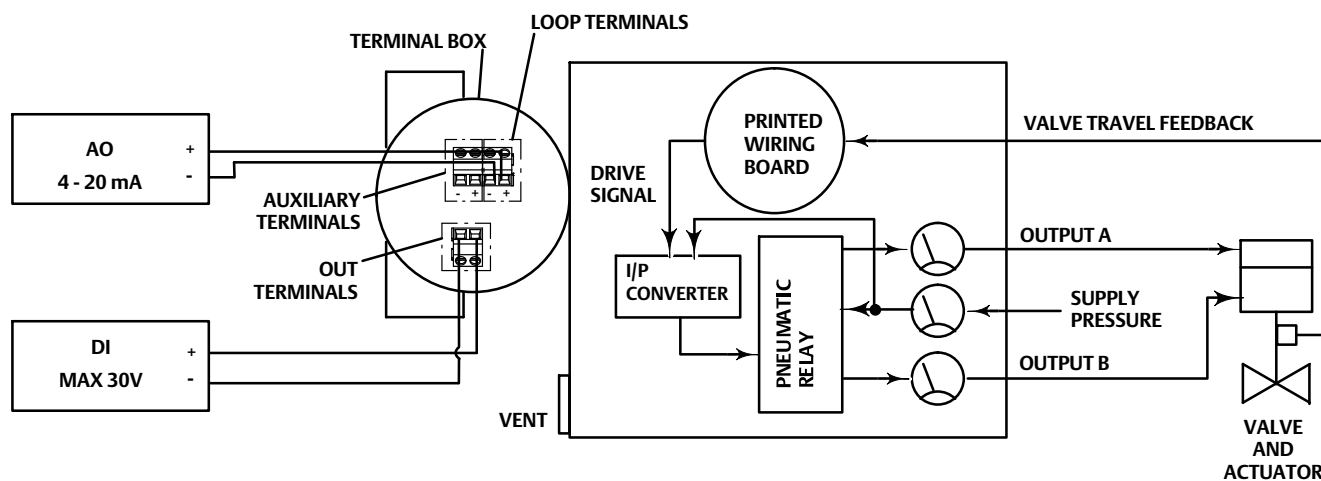 LOOP TERMINALS
TERMINAL BOX
AO
4 - 20 mA
+
-
AUXILIARY
TERMINALS
- + - +
OUT
TERMINALS
DI
MAX 30V
+
-
VENT
PRINTED
WIRING
BOARD
DRIVE
SIGNAL
I/P
CONVERTER
PNEUMATIC
RELAY
VALVE TRAVEL FEEDBACK
OUTPUT A
SUPPLY
PRESSURE
OUTPUT B
VALVE
AND
ACTUATOR